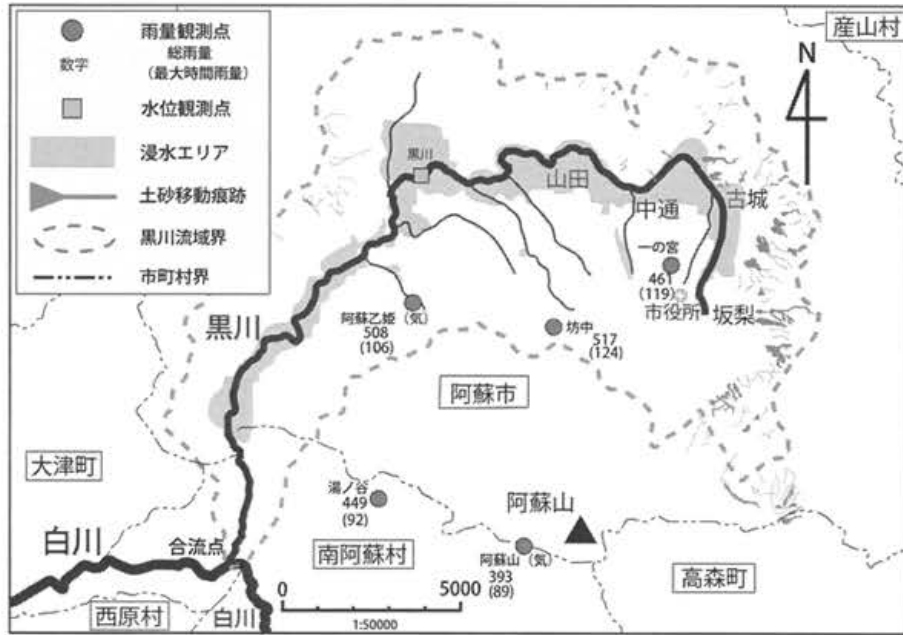 雨量観測点
総雨量
数字
(最大時間雨量)
水位観測点
浸水エリア
土砂移動痕跡
黒川流域界
市町村界
産山村
N
黒川
山田
古城
中通
一の宮
461
(119)
市役所
坂梨
阿蘇乙姫 (気)
508
(106)
坊中
517
(124)
黒川
阿蘇市
大津町
湯ノ谷
449
(92)
阿蘇山
白川
合流点
南阿蘇村
阿蘇山 (気)
393
(89)
高森町
西原村
白川
0
5000
1:50000